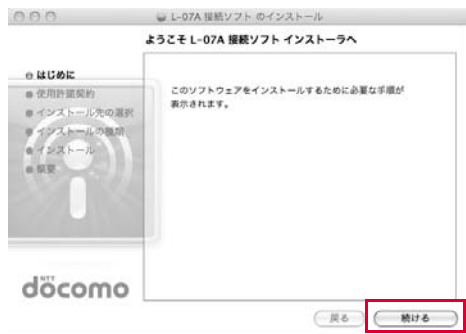 L-07A 接続ソフト のインストール
ようこそ L-07A 接続ソフト インストーラへ
はじめに
使用許諾契約
インストール先の選択
インストールの種類
インストール
概要
このソフトウェアをインストールするために必要な手順が
表示されます。
NTT
döcomo
戻る
続ける